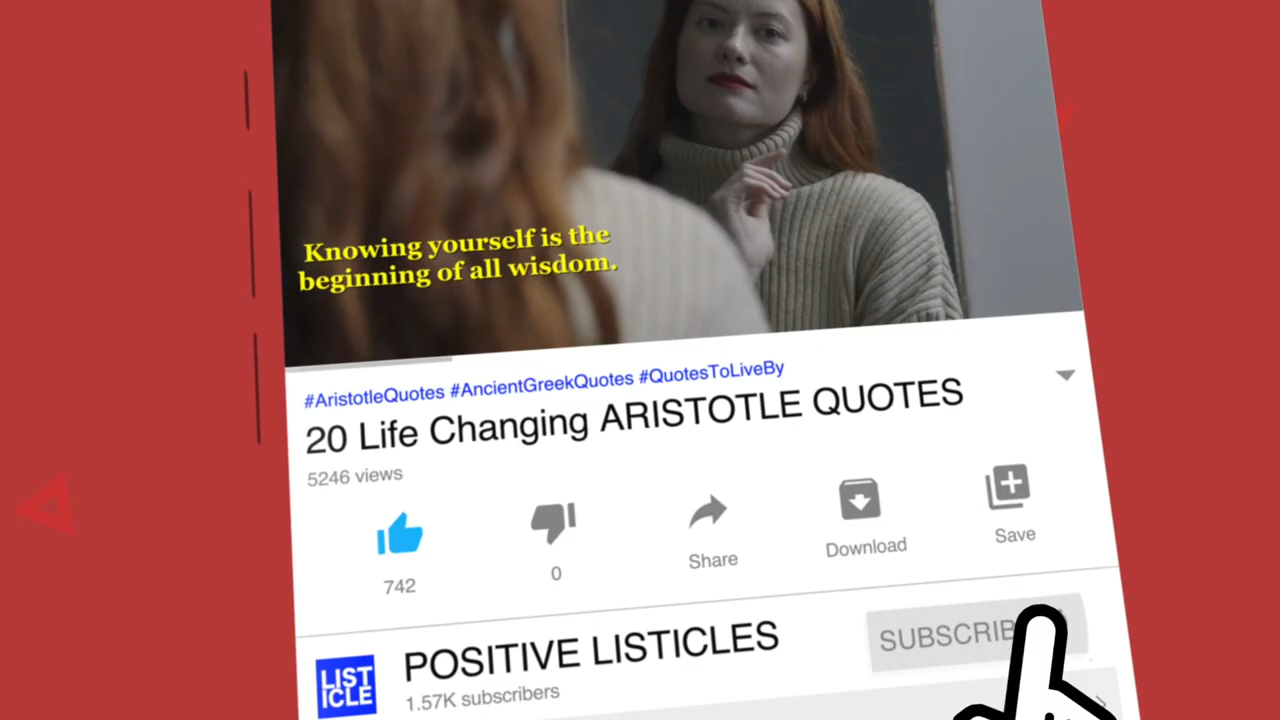 Knowing yourself is the
beginning of all wisdom.
#AristotleQuotes #AncientGreekQuotes #QuotesToLiveBy
20 Life Changing ARISTOTLE QUOTES
5246 views
742
0
Share
Download
Save
LIST
ICLE
POSITIVE LISTICLES
SUBSCRIB
1.57K subscribers